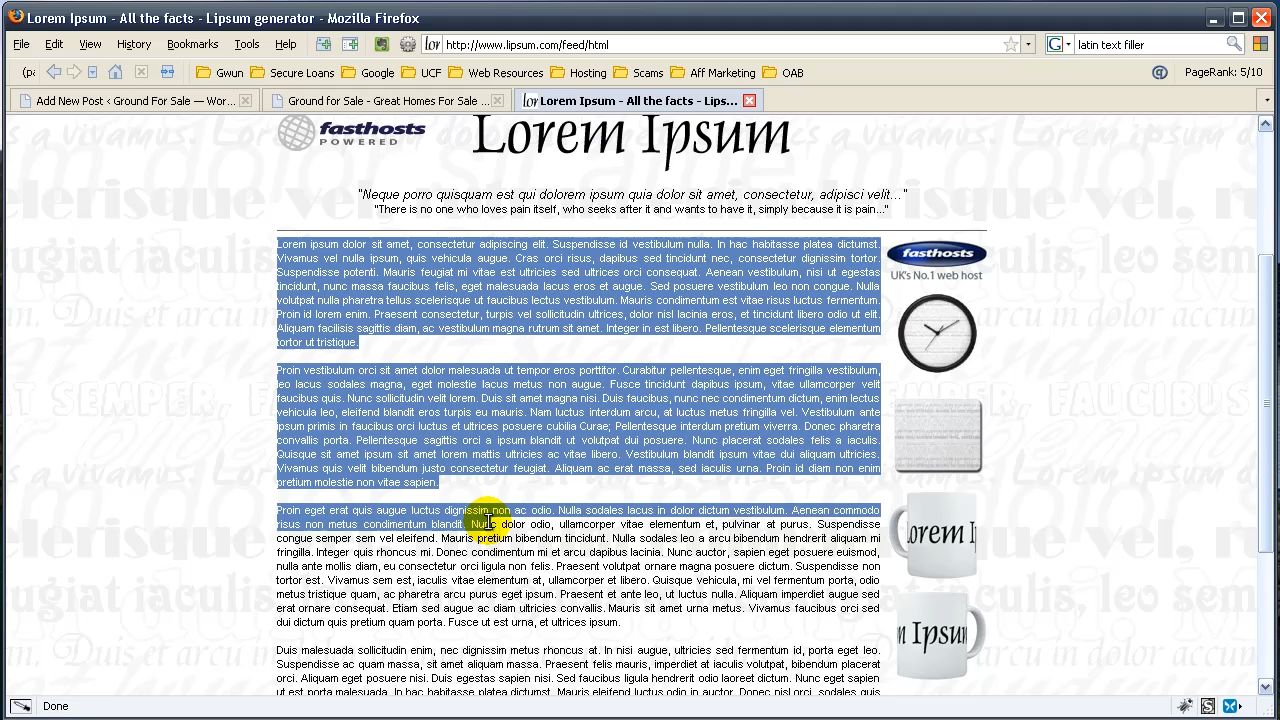 Lorem Ipsum - All the facts - Lipsum generator - Mozilla Firefox
File Edit View History Bookmarks Tools Help http://www.lipsum.com/feed/html latin text filler
Gwun Secure Loans Google UCF Web Resources Hosting Scams Aff Marketing OAB PageRank: 5/10
Add New Post ‹ Ground For Sale — Wor... Ground for Sale - Great Homes For Sale ... Lorem Ipsum - All the facts - Lips...
fasthosts
POWERED
Lorem Ipsum
"Neque porro quisquam est qui dolorem ipsum quia dolor sit amet, consectetur, adipisci velit..."
"There is no one who loves pain itself, who seeks after it and wants to have it, simply because it is pain..."
Lorem ipsum dolor sit amet, consectetur adipiscing elit. Suspendisse id vestibulum nulla. In hac habitasse platea dictumst.
Vivamus vel nulla ipsum, quis vehicula augue. Cras orci risus, dapibus sed tincidunt nec, consectetur dignissim tortor.
Suspendisse potenti. Mauris feugiat mi vitae est ultricies sed ultrices orci consequat. Aenean vestibulum, nisi ut egestas
tincidunt, nunc massa faucibus felis, eget malesuada lacus eros et augue. Sed posuere vestibulum leo non congue. Nulla
volutpat nulla pharetra tellus scelerisque ut faucibus lectus vestibulum. Mauris condimentum est vitae risus luctus fermentum.
Proin id lorem enim. Praesent consectetur, turpis vel sollicitudin ultrices, dolor nisl lacinia eros, et tincidunt libero odio ut elit.
Aliquam facilisis sagittis diam, ac vestibulum magna rutrum sit amet. Integer in est libero. Pellentesque scelerisque elementum
tortor ut tristique.
Proin vestibulum orci sit amet dolor malesuada ut tempor eros porttitor. Curabitur pellentesque, enim eget fringilla vestibulum,
leo lacus sodales magna, eget molestie lacus metus non augue. Fusce tincidunt dapibus ipsum, vitae ullamcorper velit
faucibus quis. Nunc sollicitudin velit lorem. Duis sit amet magna nisi. Duis faucibus, nunc nec condimentum dictum, enim lectus
vehicula leo, eleifend blandit eros turpis eu mauris. Nam luctus interdum arcu, at luctus metus fringilla vel. Vestibulum ante
ipsum primis in faucibus orci luctus et ultrices posuere cubilia Curae; Pellentesque interdum pretium viverra. Donec pharetra
convallis porta. Pellentesque sagittis orci a ipsum blandit ut volutpat dui posuere. Nunc placerat sodales felis a iaculis.
Quisque sit amet ipsum sit amet lorem mattis ultricies ac vitae libero. Vestibulum blandit ipsum vitae dui aliquam ultricies.
Vivamus quis velit bibendum justo consectetur feugiat. Aliquam ac erat massa, sed iaculis urna. Proin id diam non enim
pretium molestie non vitae sapien.
Proin eget erat quis augue luctus dignissim non ac odio. Nulla sodales lacus in dolor dictum vestibulum. Aenean commodo
risus non metus condimentum blandit. Nunc dolor odio, ullamcorper vitae elementum et, pulvinar at purus. Suspendisse
congue semper sem vel eleifend. Mauris pretium bibendum tincidunt. Nulla sodales leo a arcu bibendum hendrerit aliquam mi
fringilla. Integer quis rhoncus mi. Donec condimentum mi et arcu dapibus lacinia. Nunc auctor, sapien eget posuere euismod,
nulla ante mollis diam, eu consectetur orci ligula non felis. Praesent volutpat ornare magna posuere dictum. Suspendisse non
tortor est. Vivamus sem est, iaculis vitae elementum at, ullamcorper et libero. Quisque vehicula, mi vel fermentum porta, odio
metus tristique quam, ac pharetra arcu purus eget ipsum. Praesent et ante leo, ut luctus nulla. Aliquam imperdiet augue sed
erat ornare consequat. Etiam sed augue ac diam ultricies convallis. Mauris sit amet urna metus. Vivamus faucibus orci sed
dui dictum quis pretium quam porta. Fusce ut est urna, et ultrices ipsum.
Duis malesuada sollicitudin enim, nec dignissim metus rhoncus at. In nisi augue, ultricies sed fermentum id, porta eget leo.
Suspendisse ac quam massa, sit amet aliquam massa. Praesent felis mauris, imperdiet at iaculis volutpat, bibendum placerat
orci. Aliquam posuere nisi. Duis egestas sapien nisi. Sed faucibus ligula hendrerit odio laoreet dictum. Nunc eget sapien
ut porta malesuada. In hac habitasse platea dictumst. Mauris eleifend luctus odio in auctor. Donec nisl orci, sodales quis
fasthosts
UK's No.1 web host
Lorem I
m Ipsum
Done